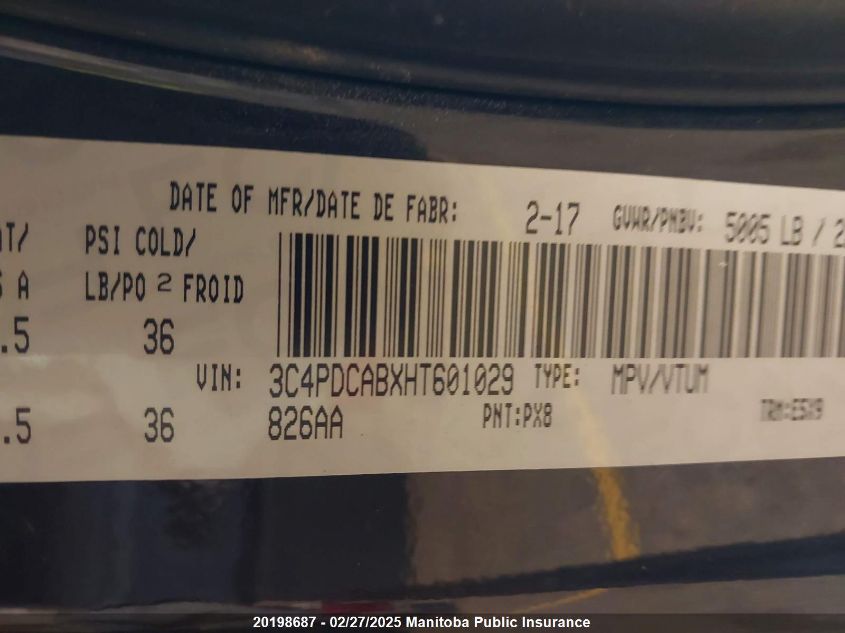 DATE OF MFR/DATE DE FABR: 2-17 GVWR/PNBV: 5005 LB / 2
AT/ PSI COLD/
A LB/PO 2 FROID
.5 36
VIN: 3C4PDCABXHT601029 TYPE: MPV/VTUM
.5 36 826AA PNT:PX8 TRM:E5X9
20198687 - 02/27/2025 Manitoba Public Insurance